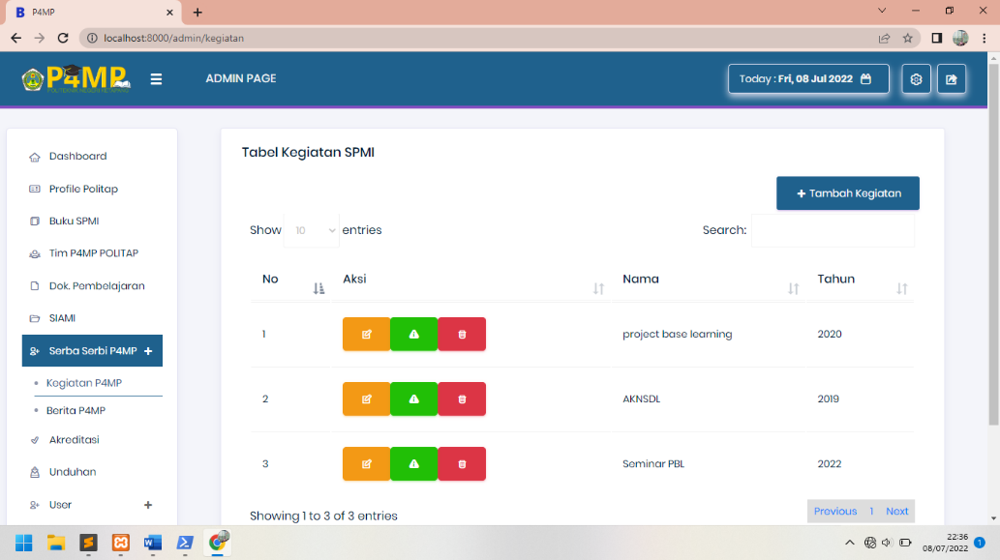 P4MP
localhost:8000/admin/kegiatan
P4MP
ADMIN PAGE
Today : Fri, 08 Jul 2022
Dashboard
Profile Politap
Buku SPMI
Tim P4MP POLITAP
Dok. Pembelajaran
SIAMI
Serba Serbi P4MP +
Kegiatan P4MP
Berita P4MP
Akreditasi
Unduhan
User +
Tabel Kegiatan SPMI
+ Tambah Kegiatan
Show 10 entries
Search:
No Aksi Nama Tahun
1 project base learning 2020
2 AKNSDL 2019
3 Seminar PBL 2022
Showing 1 to 3 of 3 entries
Previous 1 Next
22:36
08/07/2022
1